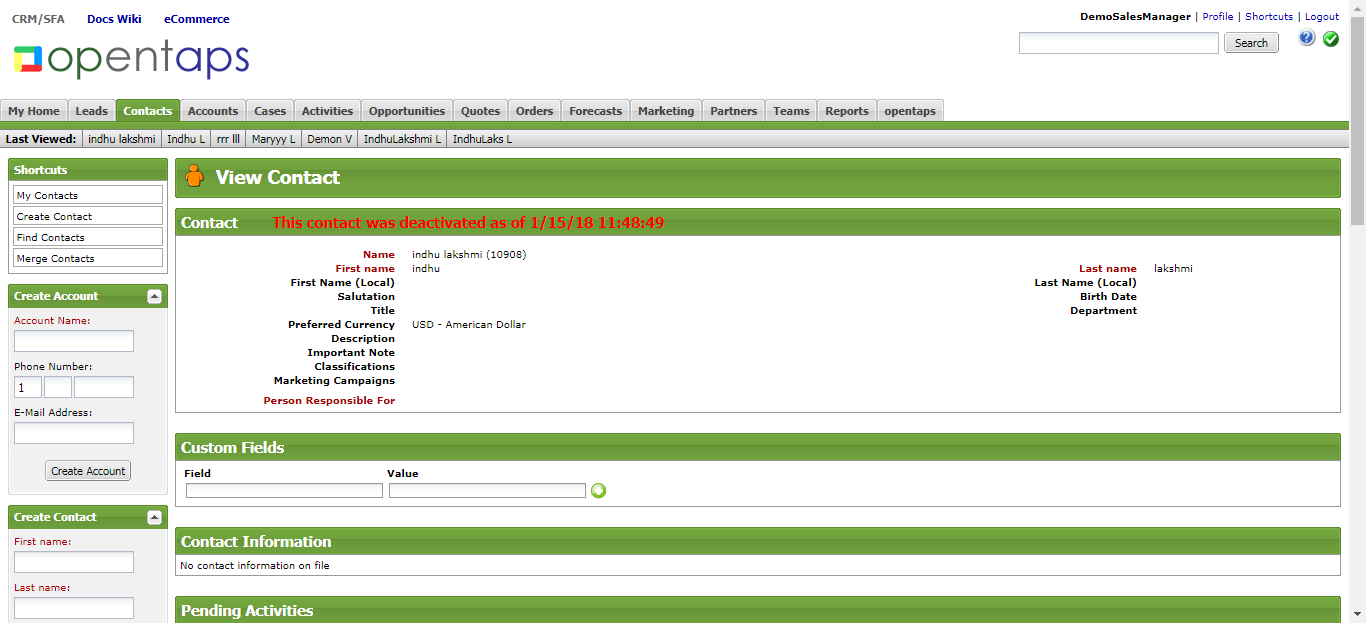 CRM/SFA Docs Wiki eCommerce
DemoSalesManager | Profile | Shortcuts | Logout
opentaps
Search
My Home Leads Contacts Accounts Cases Activities Opportunities Quotes Orders Forecasts Marketing Partners Teams Reports opentaps
Last Viewed: indhu lakshmi Indhu L rrr lll Maryyy L Demon V IndhuLakshmi L IndhuLaks L
Shortcuts
My Contacts
Create Contact
Find Contacts
Merge Contacts
Create Account
Account Name:
Phone Number:
1
E-Mail Address:
Create Account
Create Contact
First name:
Last name:
View Contact
Contact This contact was deactivated as of 1/15/18 11:48:49
Name indhu lakshmi (10908)
First name indhu Last name lakshmi
First Name (Local) Last Name (Local)
Salutation Birth Date
Title Department
Preferred Currency USD - American Dollar
Description
Important Note
Classifications
Marketing Campaigns
Person Responsible For
Custom Fields
Field Value
Contact Information
No contact information on file
Pending Activities